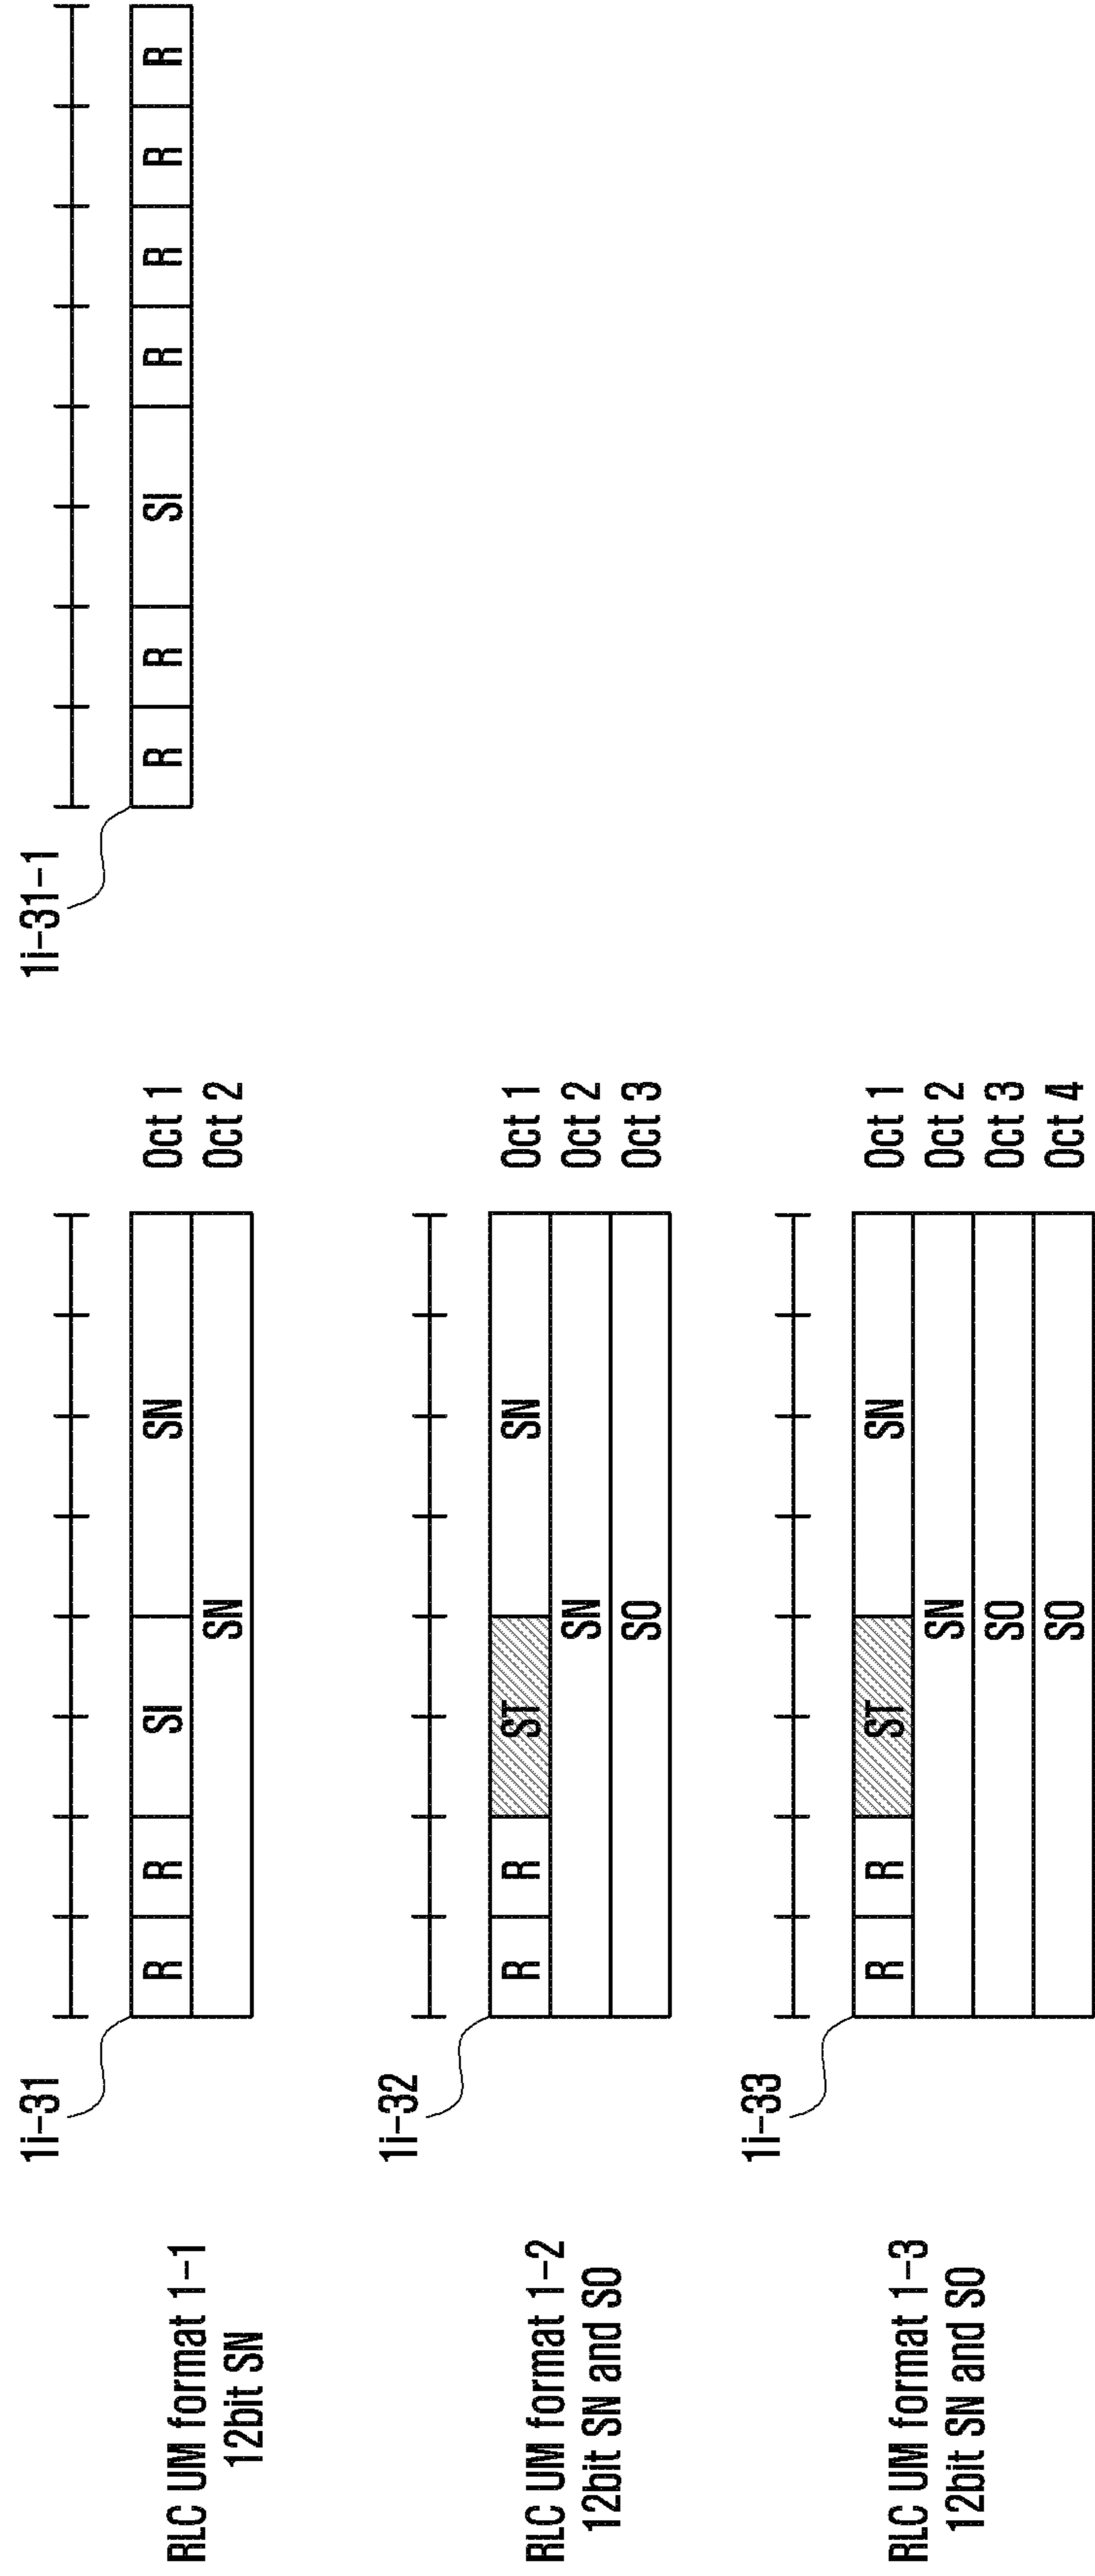 1i-31
RLC UM format 1-1
12bit SN
R R SI SN Oct 1
SN Oct 2
1i-31-1
R R SI R R R R
1i-32
RLC UM format 1-2
12bit SN and SO
R R ST SN Oct 1
SN Oct 2
SO Oct 3
1i-33
RLC UM format 1-3
12bit SN and SO
R R ST SN Oct 1
SN Oct 2
SO Oct 3
SO Oct 4